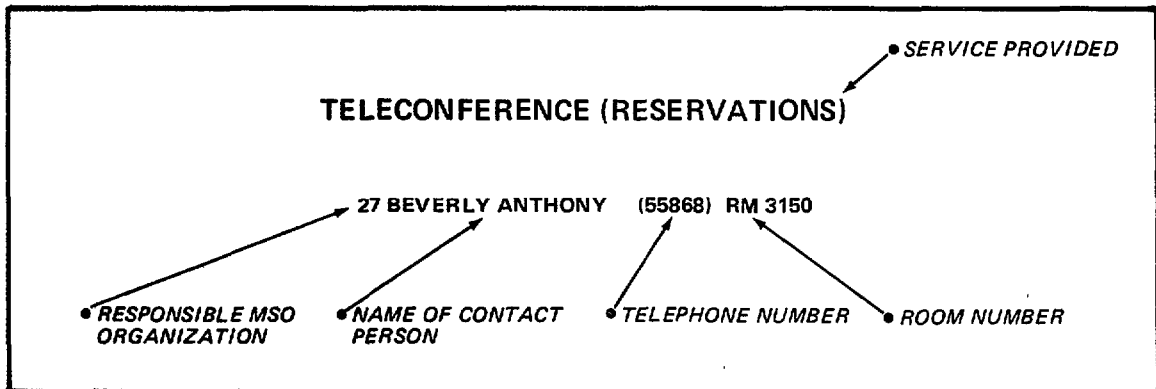 • SERVICE PROVIDED
TELECONFERENCE (RESERVATIONS)
27 BEVERLY ANTHONY (55868) RM 3150
• RESPONSIBLE MSO
ORGANIZATION
• NAME OF CONTACT
PERSON
• TELEPHONE NUMBER
• ROOM NUMBER